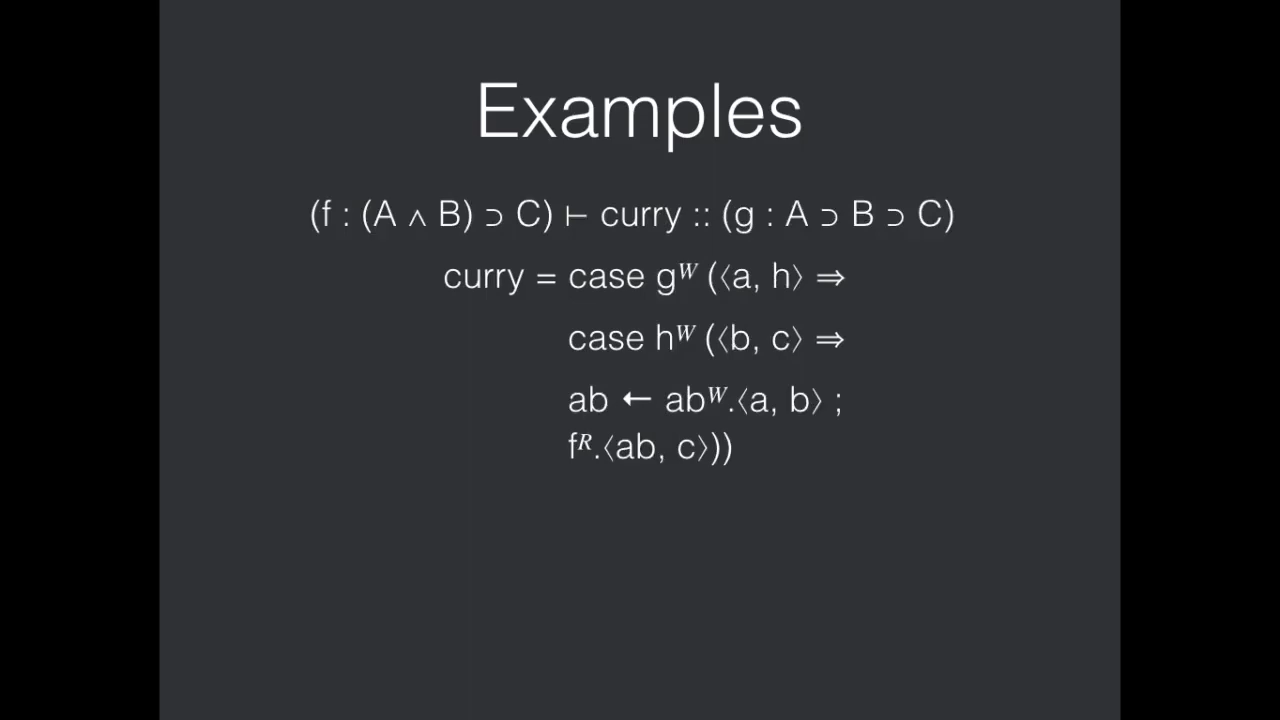 Examples
(f : (A ∧ B) ⊃ C) ⊢ curry :: (g : A ⊃ B ⊃ C)
curry = case gᵂ (⟨a, h⟩ ⇒
case hᵂ (⟨b, c⟩ ⇒
ab ← abᵂ.⟨a, b⟩ ;
fᴿ.⟨ab, c⟩))